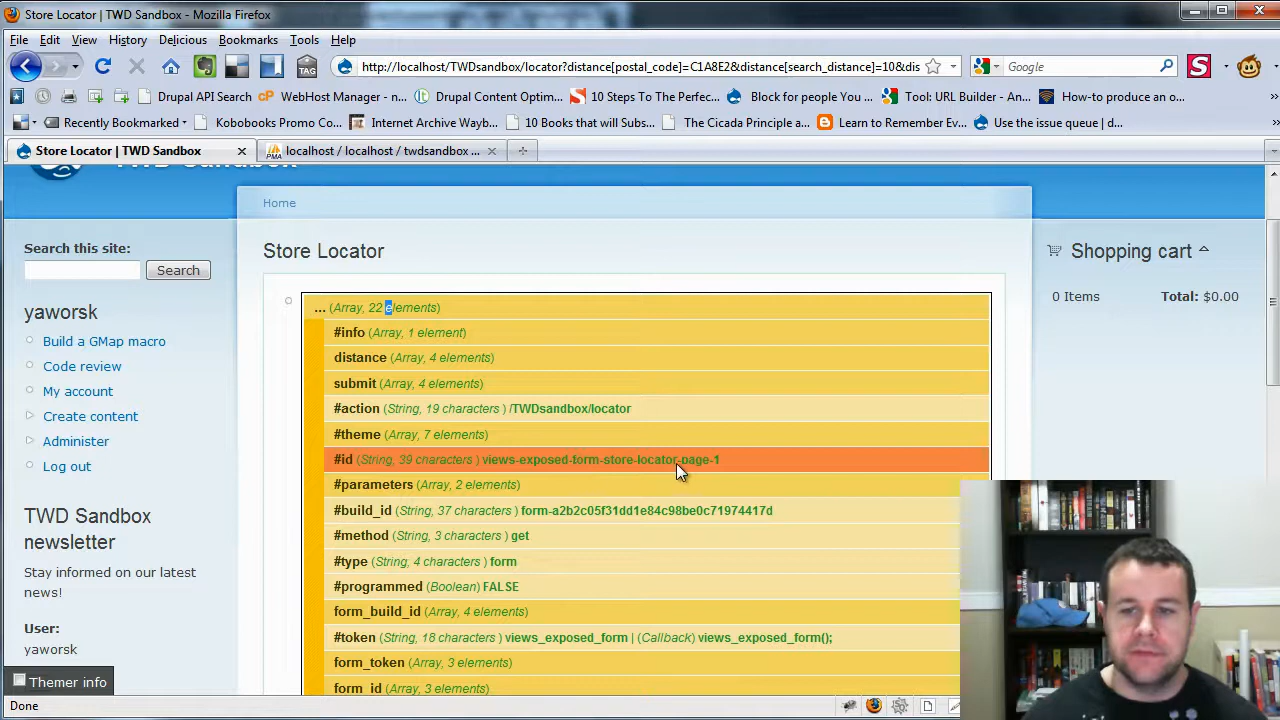 Store Locator | TWD Sandbox - Mozilla Firefox
File Edit View History Delicious Bookmarks Tools Help
http://localhost/TWDsandbox/locator?distance[postal_code]=C1A8E2&distance[search_distance]=10&dis
Google
Drupal API Search WebHost Manager - n... Drupal Content Optim... 10 Steps To The Perfec... Block for people You ... Tool: URL Builder - An... How-to produce an o...
Recently Bookmarked Kobobooks Promo Co... Internet Archive Wayb... 10 Books that will Subs... The Cicada Principla a... Learn to Remember Ev... Use the issue queue | d...
Store Locator | TWD Sandbox localhost / localhost / twdsandbox ...
TWD Sandbox
Home
Search this site:
Search
yaworsk
Build a GMap macro
Code review
My account
Create content
Administer
Log out
TWD Sandbox
newsletter
Stay informed on our latest
news!
User:
yaworsk
Themer info
Store Locator
... (Array, 22 elements)
#info (Array, 1 element)
distance (Array, 4 elements)
submit (Array, 4 elements)
#action (String, 19 characters ) /TWDsandbox/locator
#theme (Array, 7 elements)
#id (String, 39 characters ) views-exposed-form-store-locator-page-1
#parameters (Array, 2 elements)
#build_id (String, 37 characters ) form-a2b2c05f31dd1e84c98be0c71974417d
#method (String, 3 characters ) get
#type (String, 4 characters ) form
#programmed (Boolean) FALSE
form_build_id (Array, 4 elements)
#token (String, 18 characters ) views_exposed_form | (Callback) views_exposed_form();
form_token (Array, 3 elements)
form_id (Array, 3 elements)
Shopping cart
0 Items Total: $0.00
Done